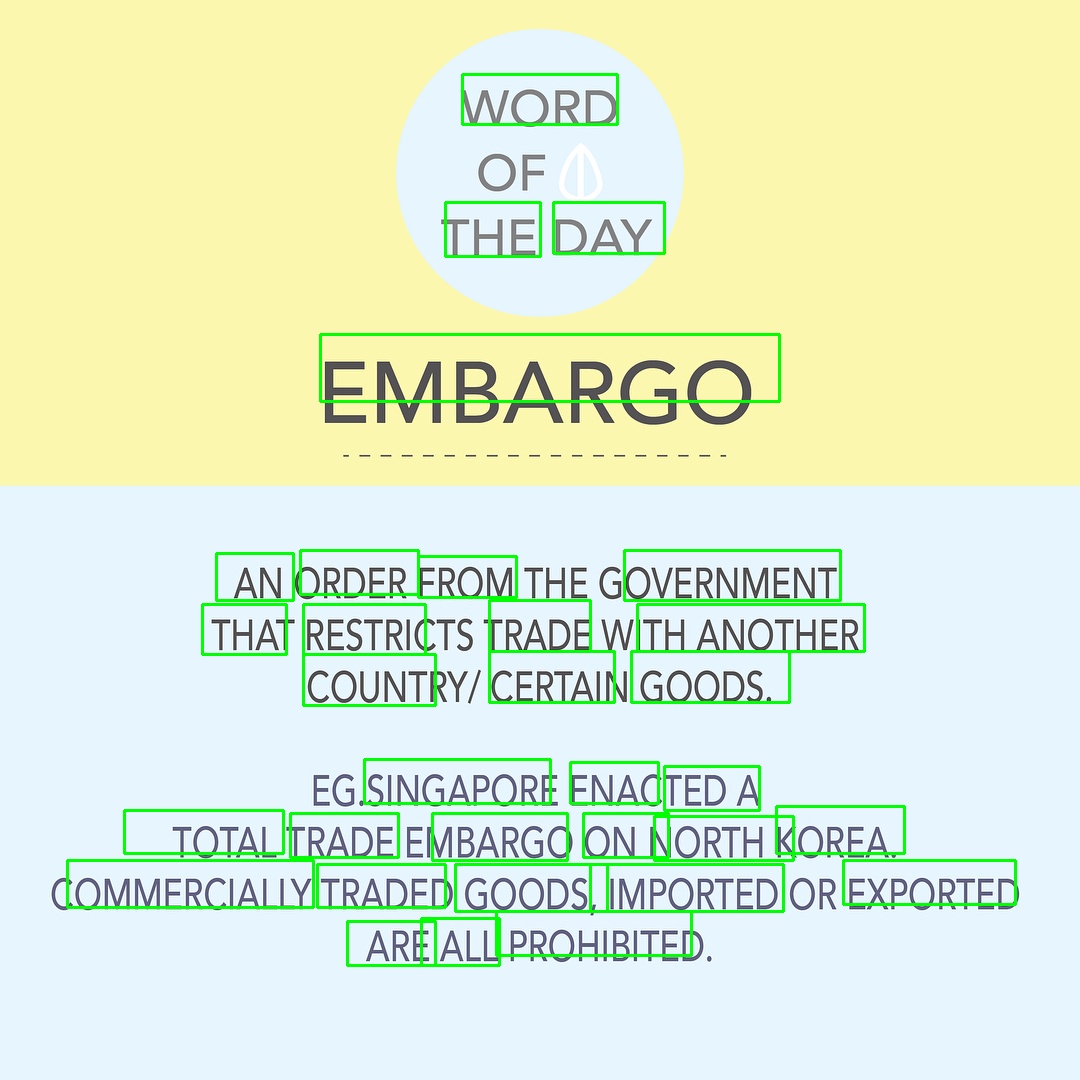 WORD
OF
THE DAY
EMBARGO
AN ORDER FROM THE GOVERNMENT
THAT RESTRICTS TRADE WITH ANOTHER
COUNTRY/ CERTAIN GOODS.
EG.SINGAPORE ENACTED A
TOTAL TRADE EMBARGO ON NORTH KOREA.
COMMERCIALLY TRADED GOODS, IMPORTED OR EXPORTED
ARE ALL PROHIBITED.